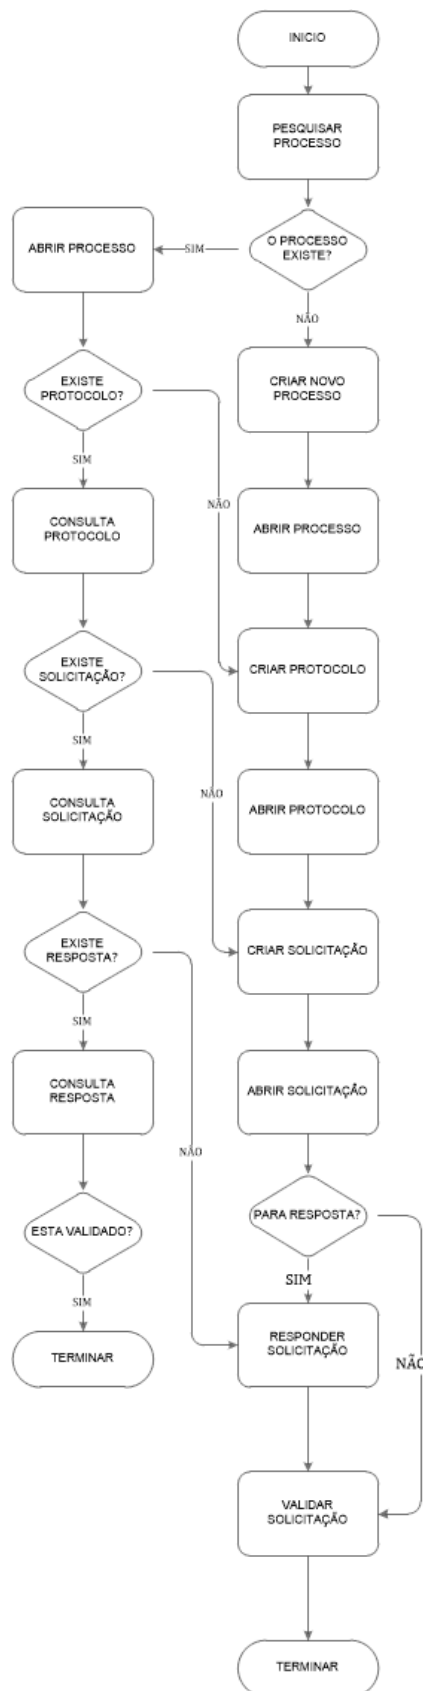 INICIO
PESQUISAR
PROCESSO
O PROCESSO
EXISTE?
SIM
ABRIR PROCESSO
NÃO
EXISTE
PROTOCOLO?
CRIAR NOVO
PROCESSO
SIM
NÃO
CONSULTA
PROTOCOLO
ABRIR PROCESSO
EXISTE
SOLICITAÇÃO?
CRIAR PROTOCOLO
SIM
NÃO
CONSULTA
SOLICITAÇÃO
ABRIR PROTOCOLO
EXISTE
RESPOSTA?
CRIAR SOLICITAÇÃO
SIM
CONSULTA
RESPOSTA
ABRIR SOLICITAÇÃO
NÃO
ESTA VALIDADO?
PARA RESPOSTA?
SIM
SIM
TERMINAR
RESPONDER
SOLICITAÇÃO
NÃO
VALIDAR
SOLICITAÇÃO
TERMINAR